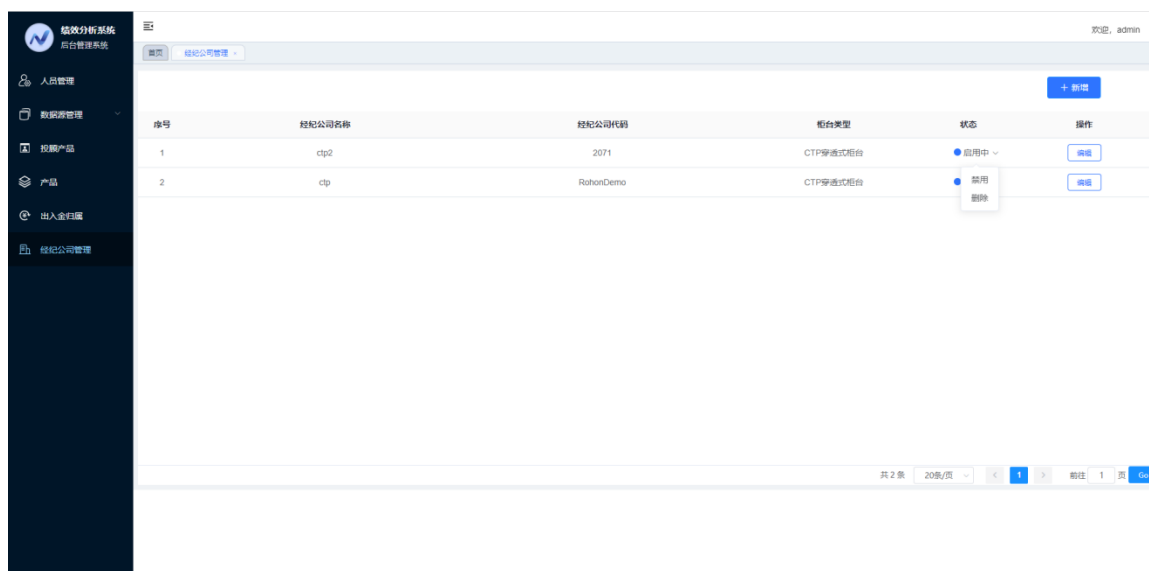 绩效分析系统
后台管理系统
欢迎, admin
首页
经纪公司管理 ×
人员管理
数据源管理
投顾产品
产品
出入金归属
经纪公司管理
+ 新增
序号 经纪公司名称 经纪公司代码 柜台类型 状态 操作
1 ctp2 2071 CTP穿透式柜台 启用中 编辑
2 ctp RohonDemo CTP穿透式柜台 编辑
禁用
删除
共 2 条 20条/页 < 1 > 前往 1 页 Go